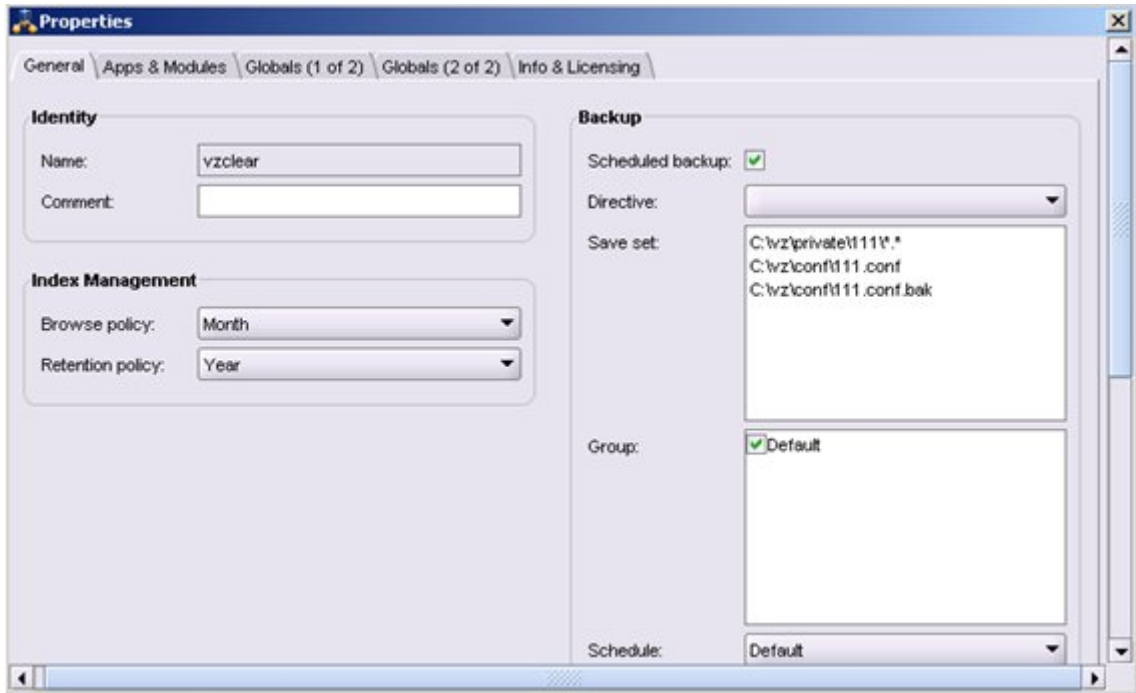 Properties
General
Apps & Modules
Globals (1 of 2)
Globals (2 of 2)
Info & Licensing
Identity
Name: vzclear
Comment:
Index Management
Browse policy: Month
Retention policy: Year
Backup
Scheduled backup:
Directive:
Save set: C:\vz\private\111\*.*
C:\vz\conf\111.conf
C:\vz\conf\111.conf.bak
Group: Default
Schedule: Default